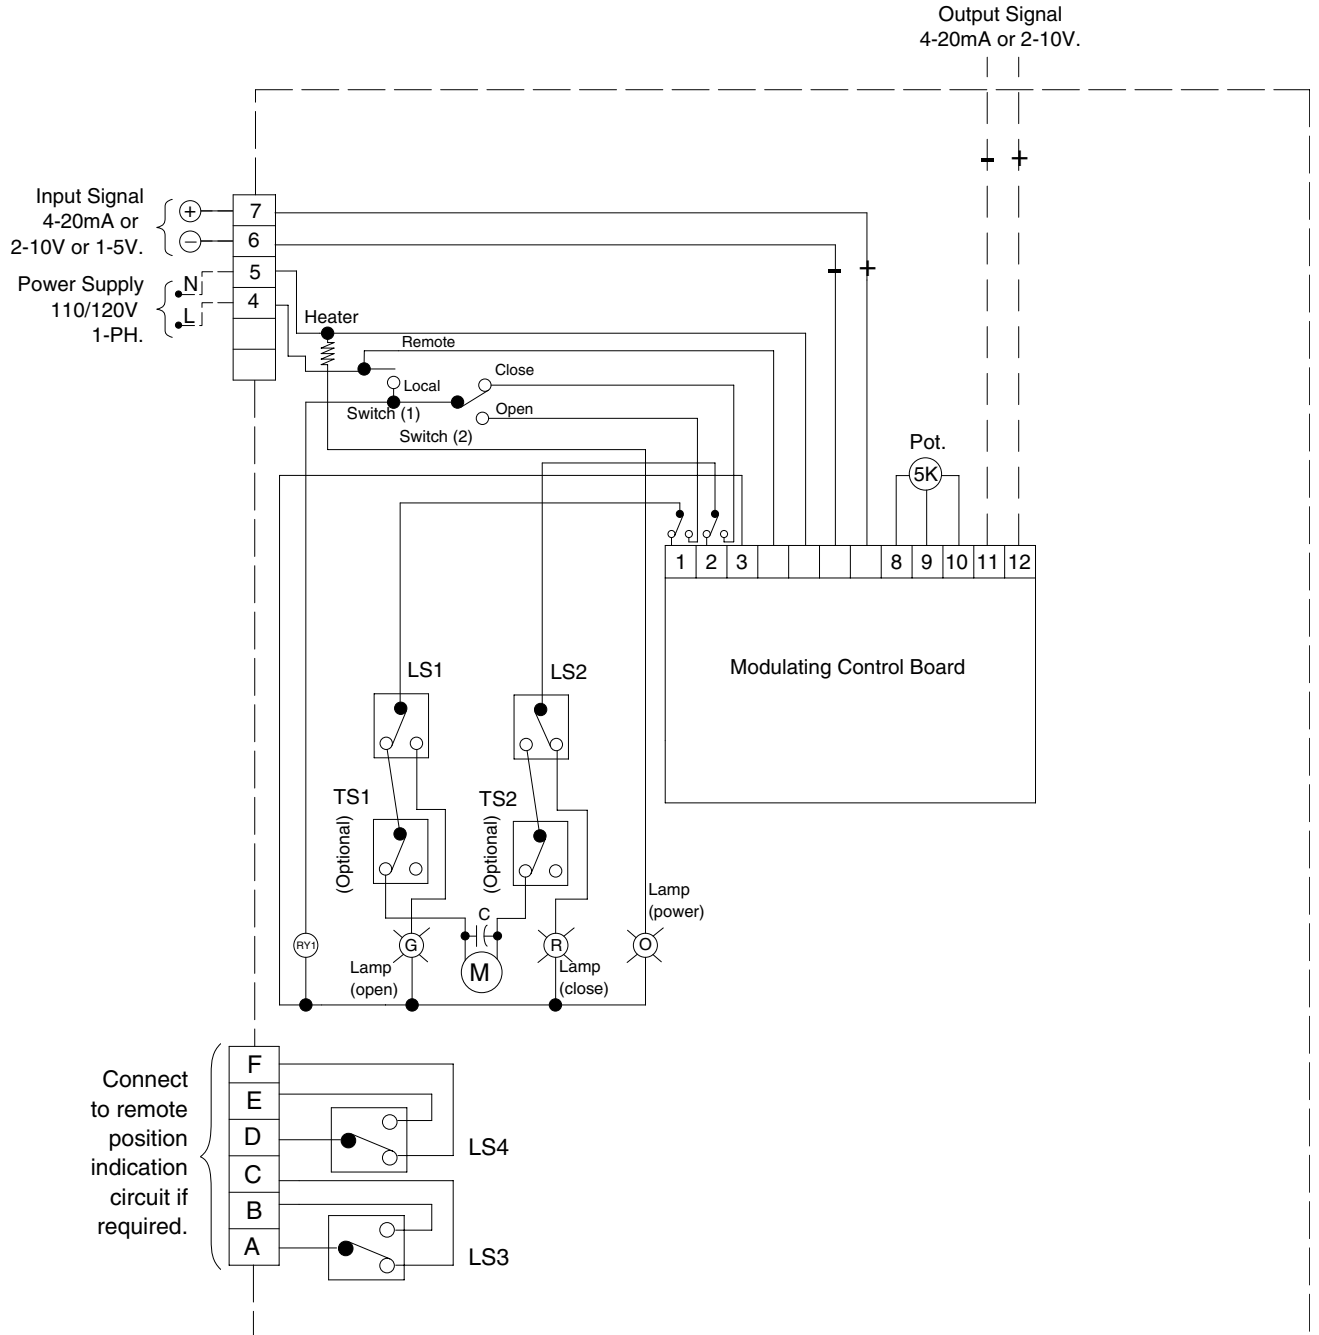 Output Signal
4-20mA or 2-10V.
- +
Input Signal
4-20mA or
2-10V or 1-5V.
+
−
7
6
5
4
- +
Power Supply
110/120V
1-PH.
N
L
Heater
Remote
Close
Local
Open
Switch (1)
Switch (2)
Pot.
5K
1 2 3 8 9 10 11 12
Modulating Control Board
LS1
LS2
TS1
(Optional)
TS2
(Optional)
Lamp
(power)
C
RY1
G
M
R
O
Lamp
(open)
Lamp
(close)
Connect
to remote
position
indication
circuit if
required.
F
E
D
C
B
A
LS4
LS3